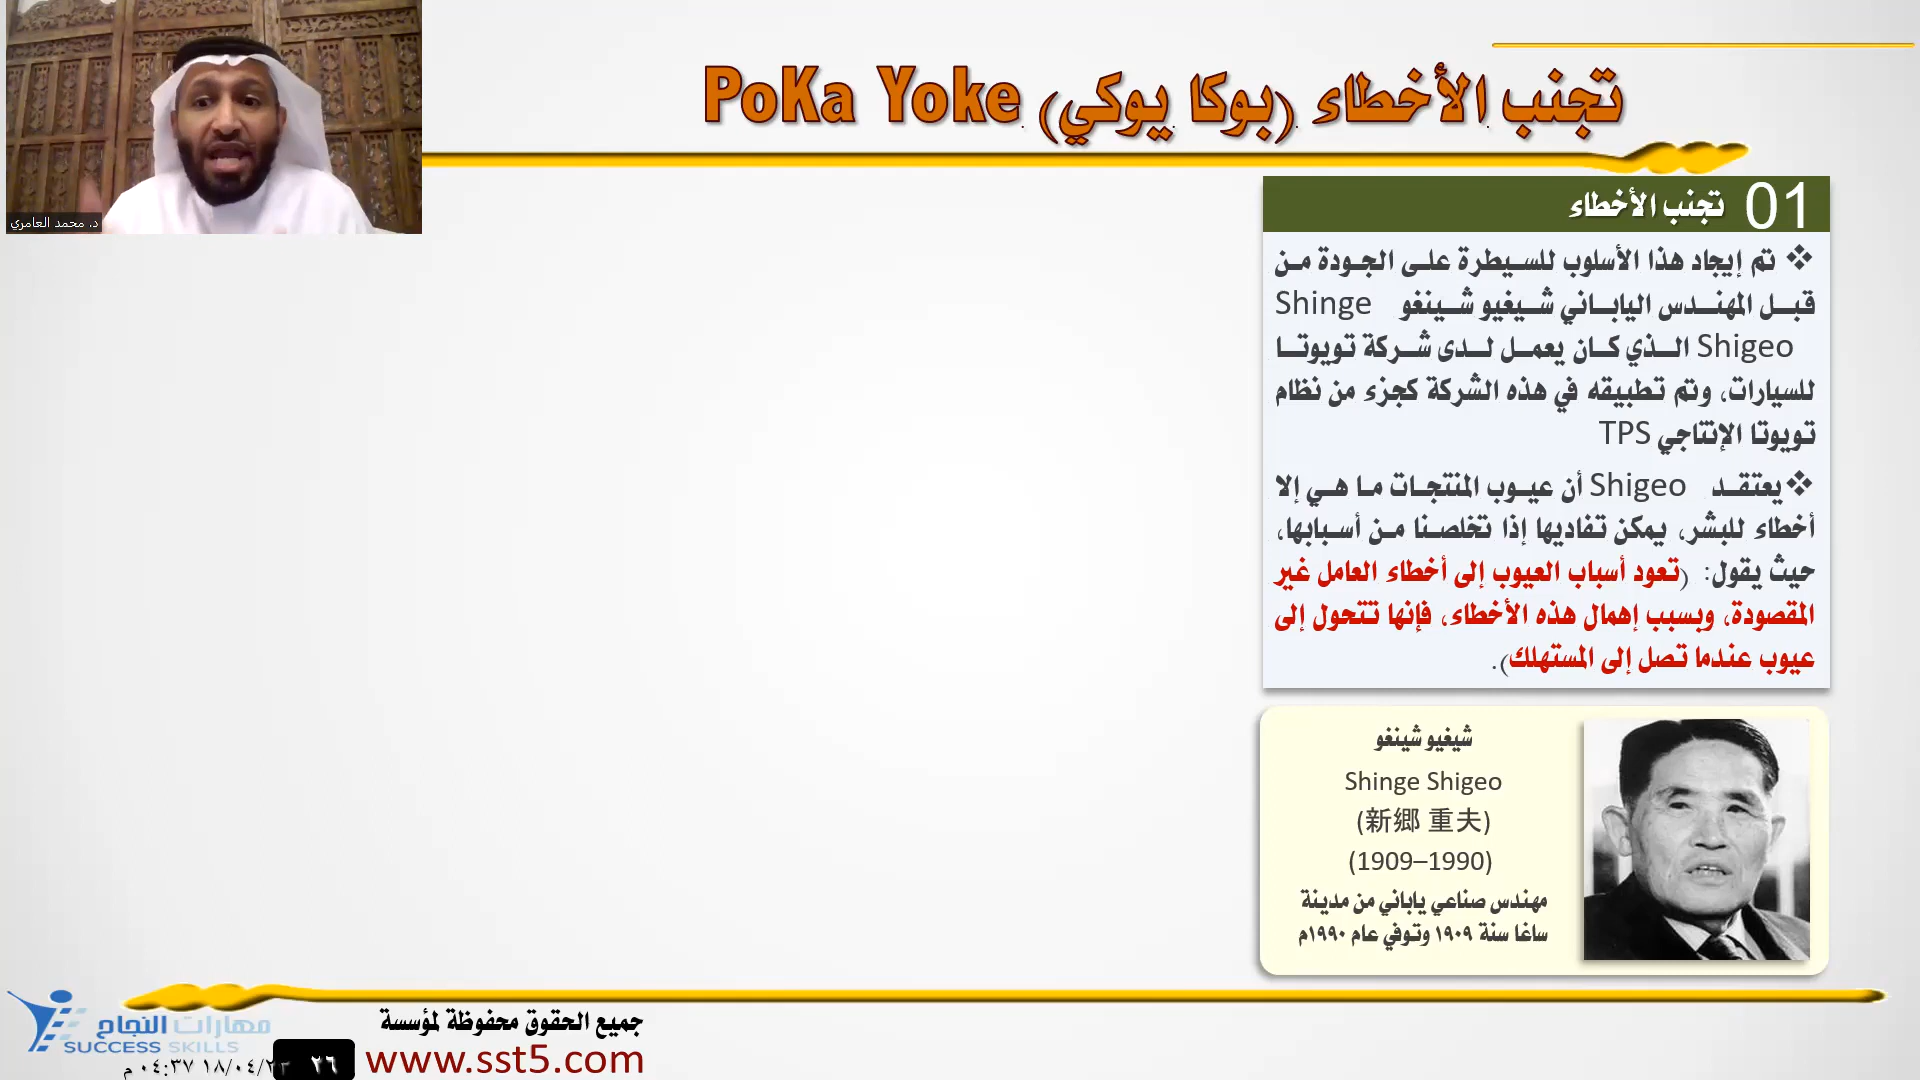 تجنب الأخطاء (بوكا يوكي) PoKa Yoke
د. محمد العامري
01 تجنب الأخطاء
❖ تم إيجاد هذا الأسلوب للسيطرة على الجودة من
قبل المهندس الياباني شيغيو شينغو Shinge
Shigeo الذي كان يعمل لدى شركة تويوتا
للسيارات، وتم تطبيقه في هذه الشركة كجزء من نظام
تويوتا الإنتاجي TPS
❖ يعتقد Shigeo أن عيوب المنتجات ما هي إلا
أخطاء للبشر، يمكن تفاديها إذا تخلصنا من أسبابها،
حيث يقول: (تعود أسباب العيوب إلى أخطاء العامل غير
المقصودة، وبسبب إهمال هذه الأخطاء، فإنها تتحول إلى
عيوب عندما تصل إلى المستهلك).
شيغيو شينغو
Shinge Shigeo
(新郷 重夫)
(1909–1990)
مهندس صناعي ياباني من مدينة
ساغا سنة ١٩٠٩ وتوفي عام ١٩٩٠م
جميع الحقوق محفوظة لمؤسسة
www.sst5.com
مهارات النجاح
SUCCESS SKILLS
٢٦
١٨/٠٤/٢٣ ٠٤:٣٧ م